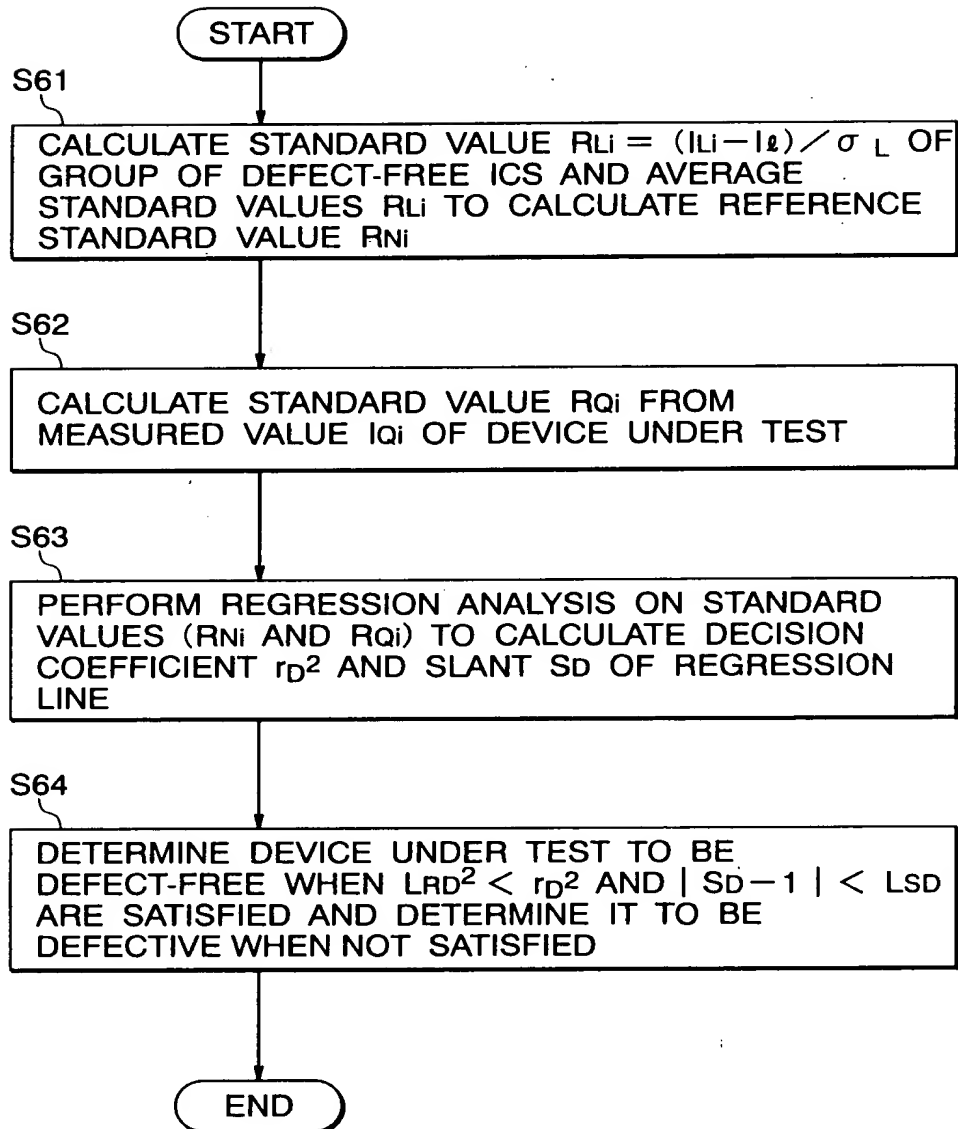 START
S61
CALCULATE STANDARD VALUE RLi = (ILi−Iℓ)/σL OF
GROUP OF DEFECT-FREE ICS AND AVERAGE
STANDARD VALUES RLi TO CALCULATE REFERENCE
STANDARD VALUE RNi
S62
CALCULATE STANDARD VALUE RQi FROM
MEASURED VALUE IQi OF DEVICE UNDER TEST
S63
PERFORM REGRESSION ANALYSIS ON STANDARD
VALUES (RNi AND RQi) TO CALCULATE DECISION
COEFFICIENT rD² AND SLANT SD OF REGRESSION
LINE
S64
DETERMINE DEVICE UNDER TEST TO BE
DEFECT-FREE WHEN LRD² < rD² AND | SD−1 | < LSD
ARE SATISFIED AND DETERMINE IT TO BE
DEFECTIVE WHEN NOT SATISFIED
END